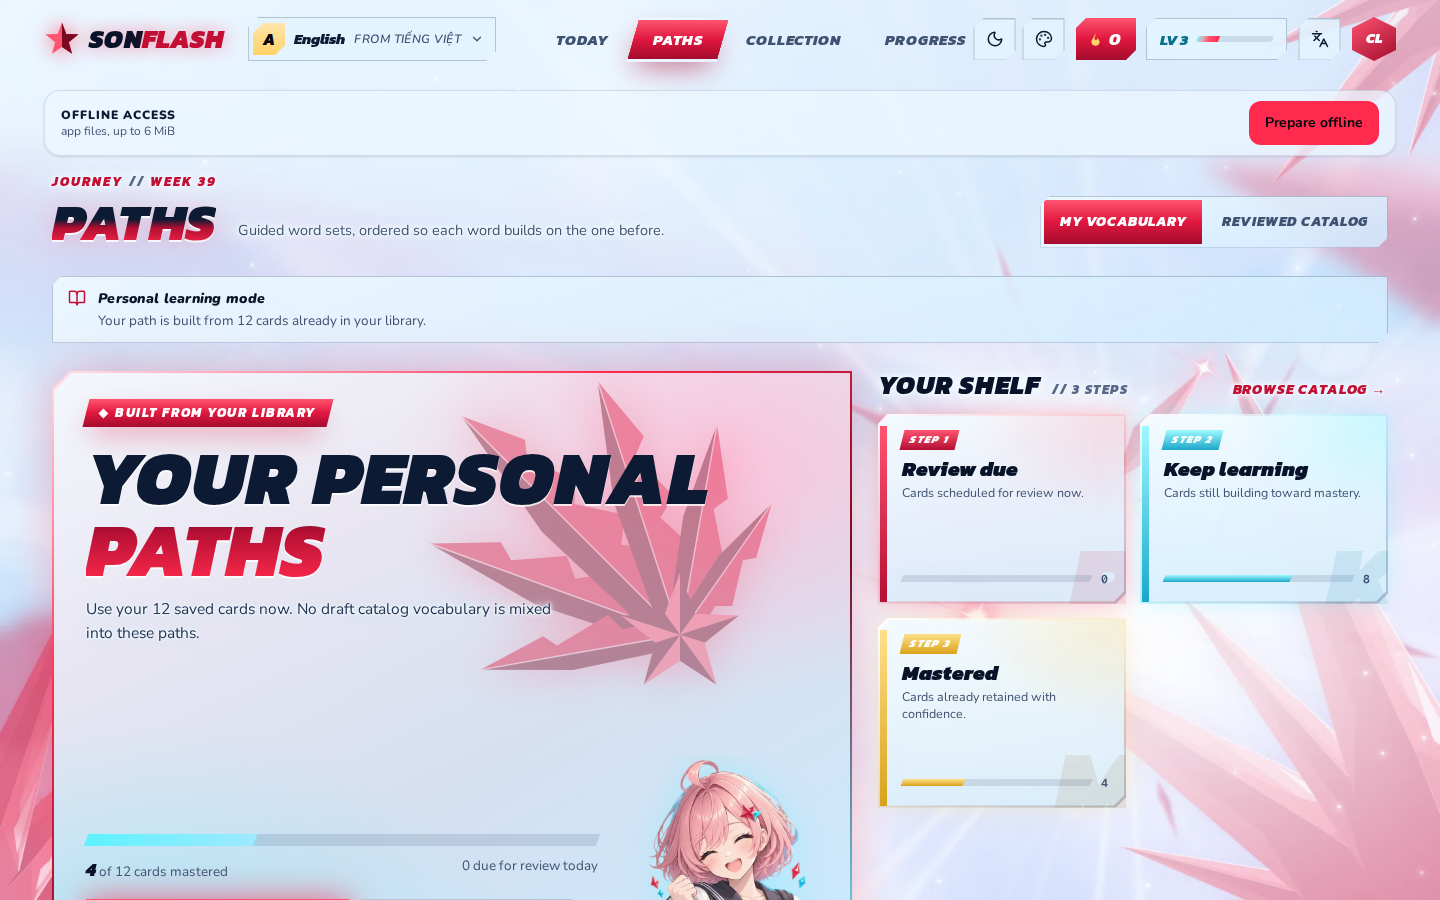 SONFLASH
A English FROM TIẾNG VIỆT
TODAY PATHS COLLECTION PROGRESS
0
LV 3
CL
OFFLINE ACCESS
app files, up to 6 MiB
Prepare offline
JOURNEY // WEEK 39
PATHS
Guided word sets, ordered so each word builds on the one before.
MY VOCABULARY REVIEWED CATALOG
Personal learning mode
Your path is built from 12 cards already in your library.
◆ BUILT FROM YOUR LIBRARY
YOUR PERSONAL
PATHS
Use your 12 saved cards now. No draft catalog vocabulary is mixed
into these paths.
4 of 12 cards mastered
0 due for review today
YOUR SHELF // 3 STEPS
BROWSE CATALOG →
STEP 1
Review due
Cards scheduled for review now.
0
STEP 2
Keep learning
Cards still building toward mastery.
8
STEP 3
Mastered
Cards already retained with
confidence.
4